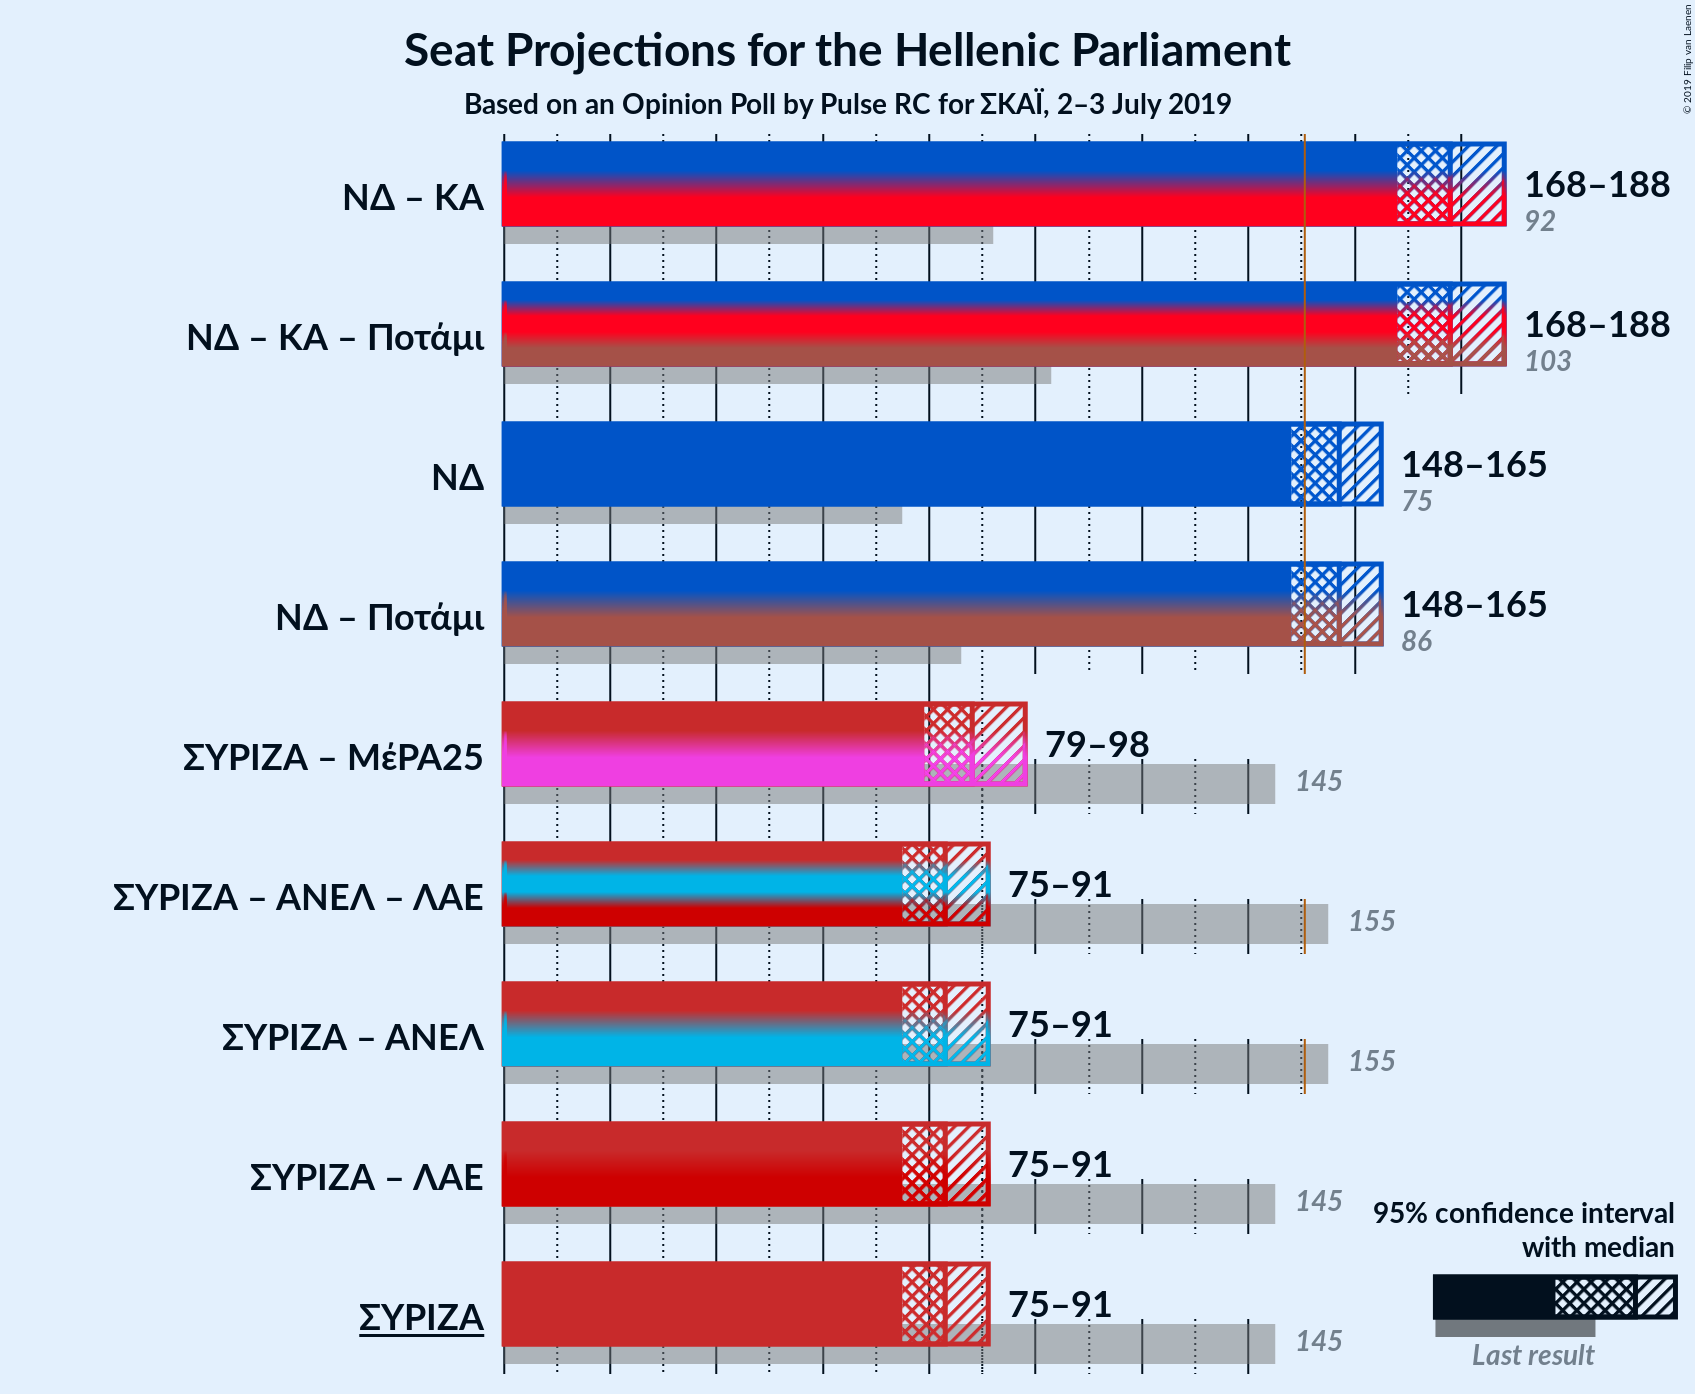 Seat Projections for the Hellenic Parliament
Based on an Opinion Poll by Pulse RC for ΣΚΑΪ, 2–3 July 2019
© 2019 Filip van Laenen
ΝΔ – ΚΑ
168–188
92
ΝΔ – ΚΑ – Ποτάμι
168–188
103
ΝΔ
148–165
75
ΝΔ – Ποτάμι
148–165
86
ΣΥΡΙΖΑ – ΜέΡΑ25
79–98
145
ΣΥΡΙΖΑ – ΑΝΕΛ – ΛΑΕ
75–91
155
ΣΥΡΙΖΑ – ΑΝΕΛ
75–91
155
ΣΥΡΙΖΑ – ΛΑΕ
75–91
145
ΣΥΡΙΖΑ
75–91
145
95% confidence interval
with median
Last result